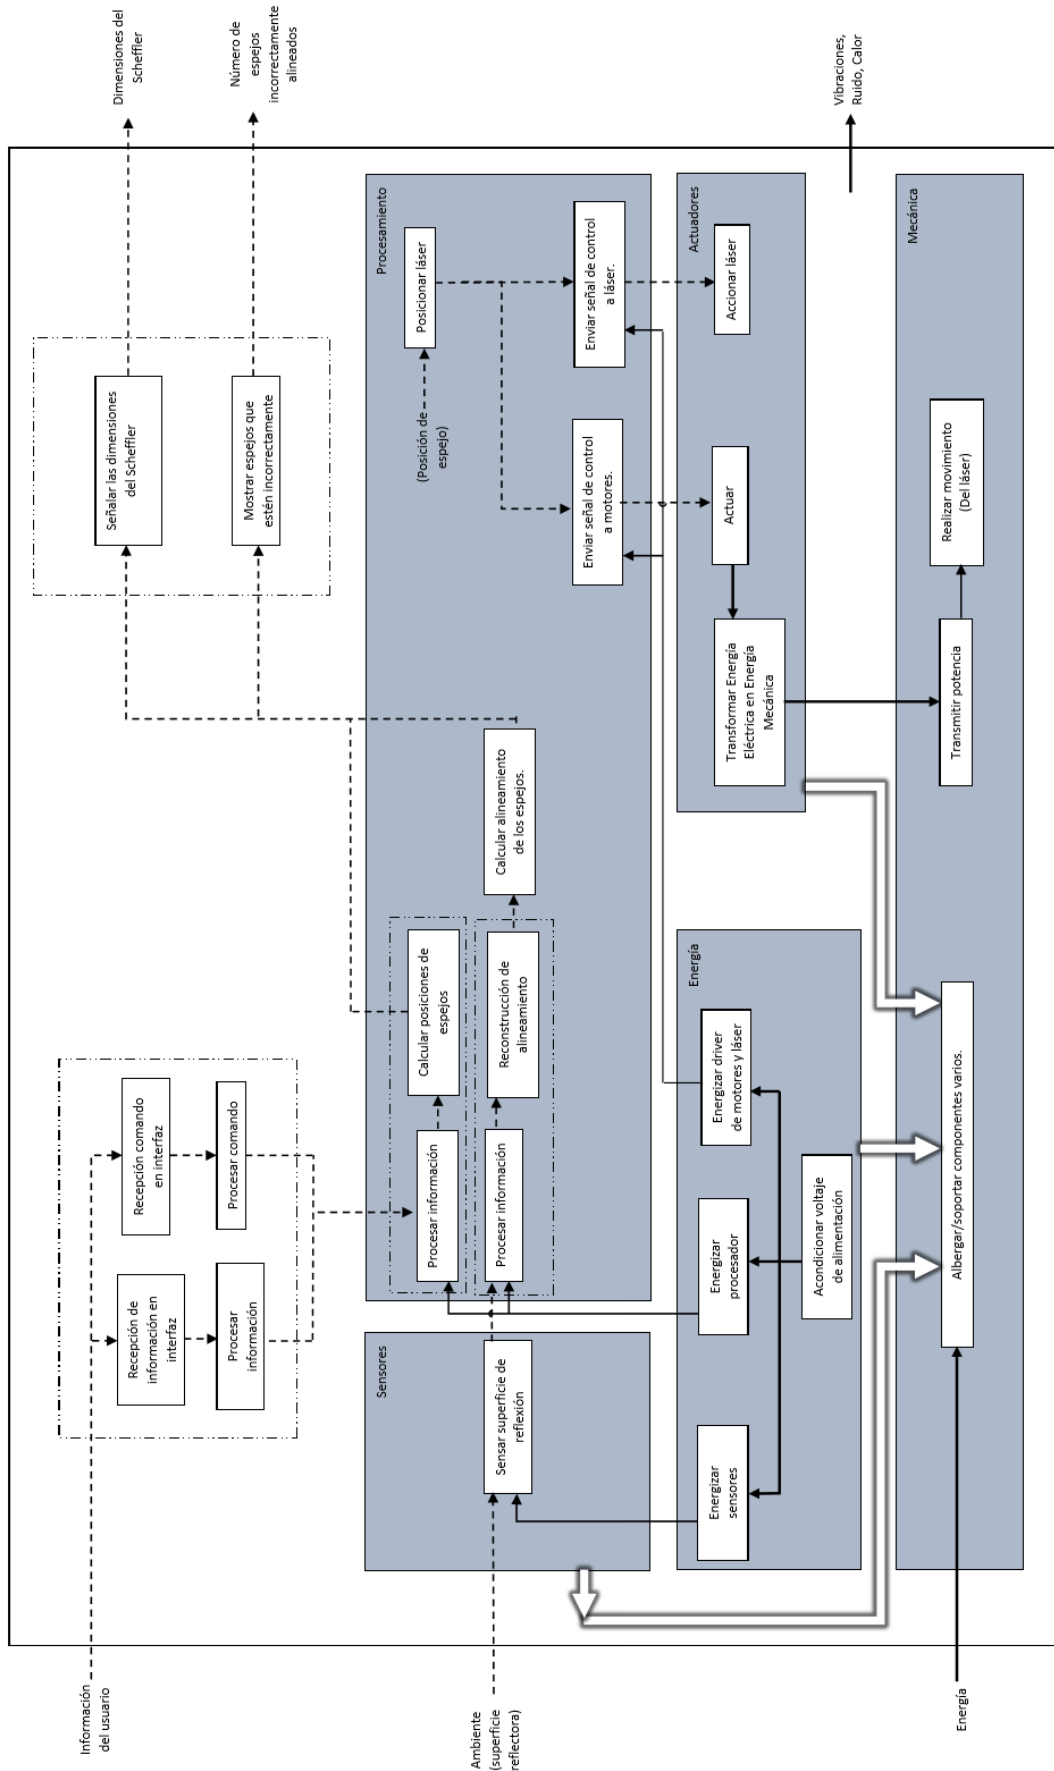 Información
del usuario
Ambiente
(superficie
reflectora)
Energía
Recepción de
información en
interfaz
Procesar
información
Recepción comando
en interfaz
Procesar comando
Señalar las dimensiones
del Scheffler
Mostrar espejos que
estén incorrectamente
Dimensiones del
Scheffler
Número de
espejos
incorrectamente
alineados
Sensores
Sensar superficie de
reflexión
Procesamiento
Procesar información
Calcular posiciones de
espejos
Procesar información
Reconstrucción de
alineamiento
Calcular alineamiento
de los espejos.
(Posición de
espejo)
Posicionar láser
Enviar señal de control
a motores.
Enviar señal de control
a láser.
Energía
Energizar
sensores
Energizar
procesador
Energizar driver
de motores y láser
Acondicionar voltaje
de alimentación
Actuadores
Transformar Energía
Eléctrica en Energía
Mecánica
Actuar
Accionar láser
Mecánica
Albergar/soportar componentes varios.
Transmitir potencia
Realizar movimiento
(Del láser)
Vibraciones,
Ruido, Calor